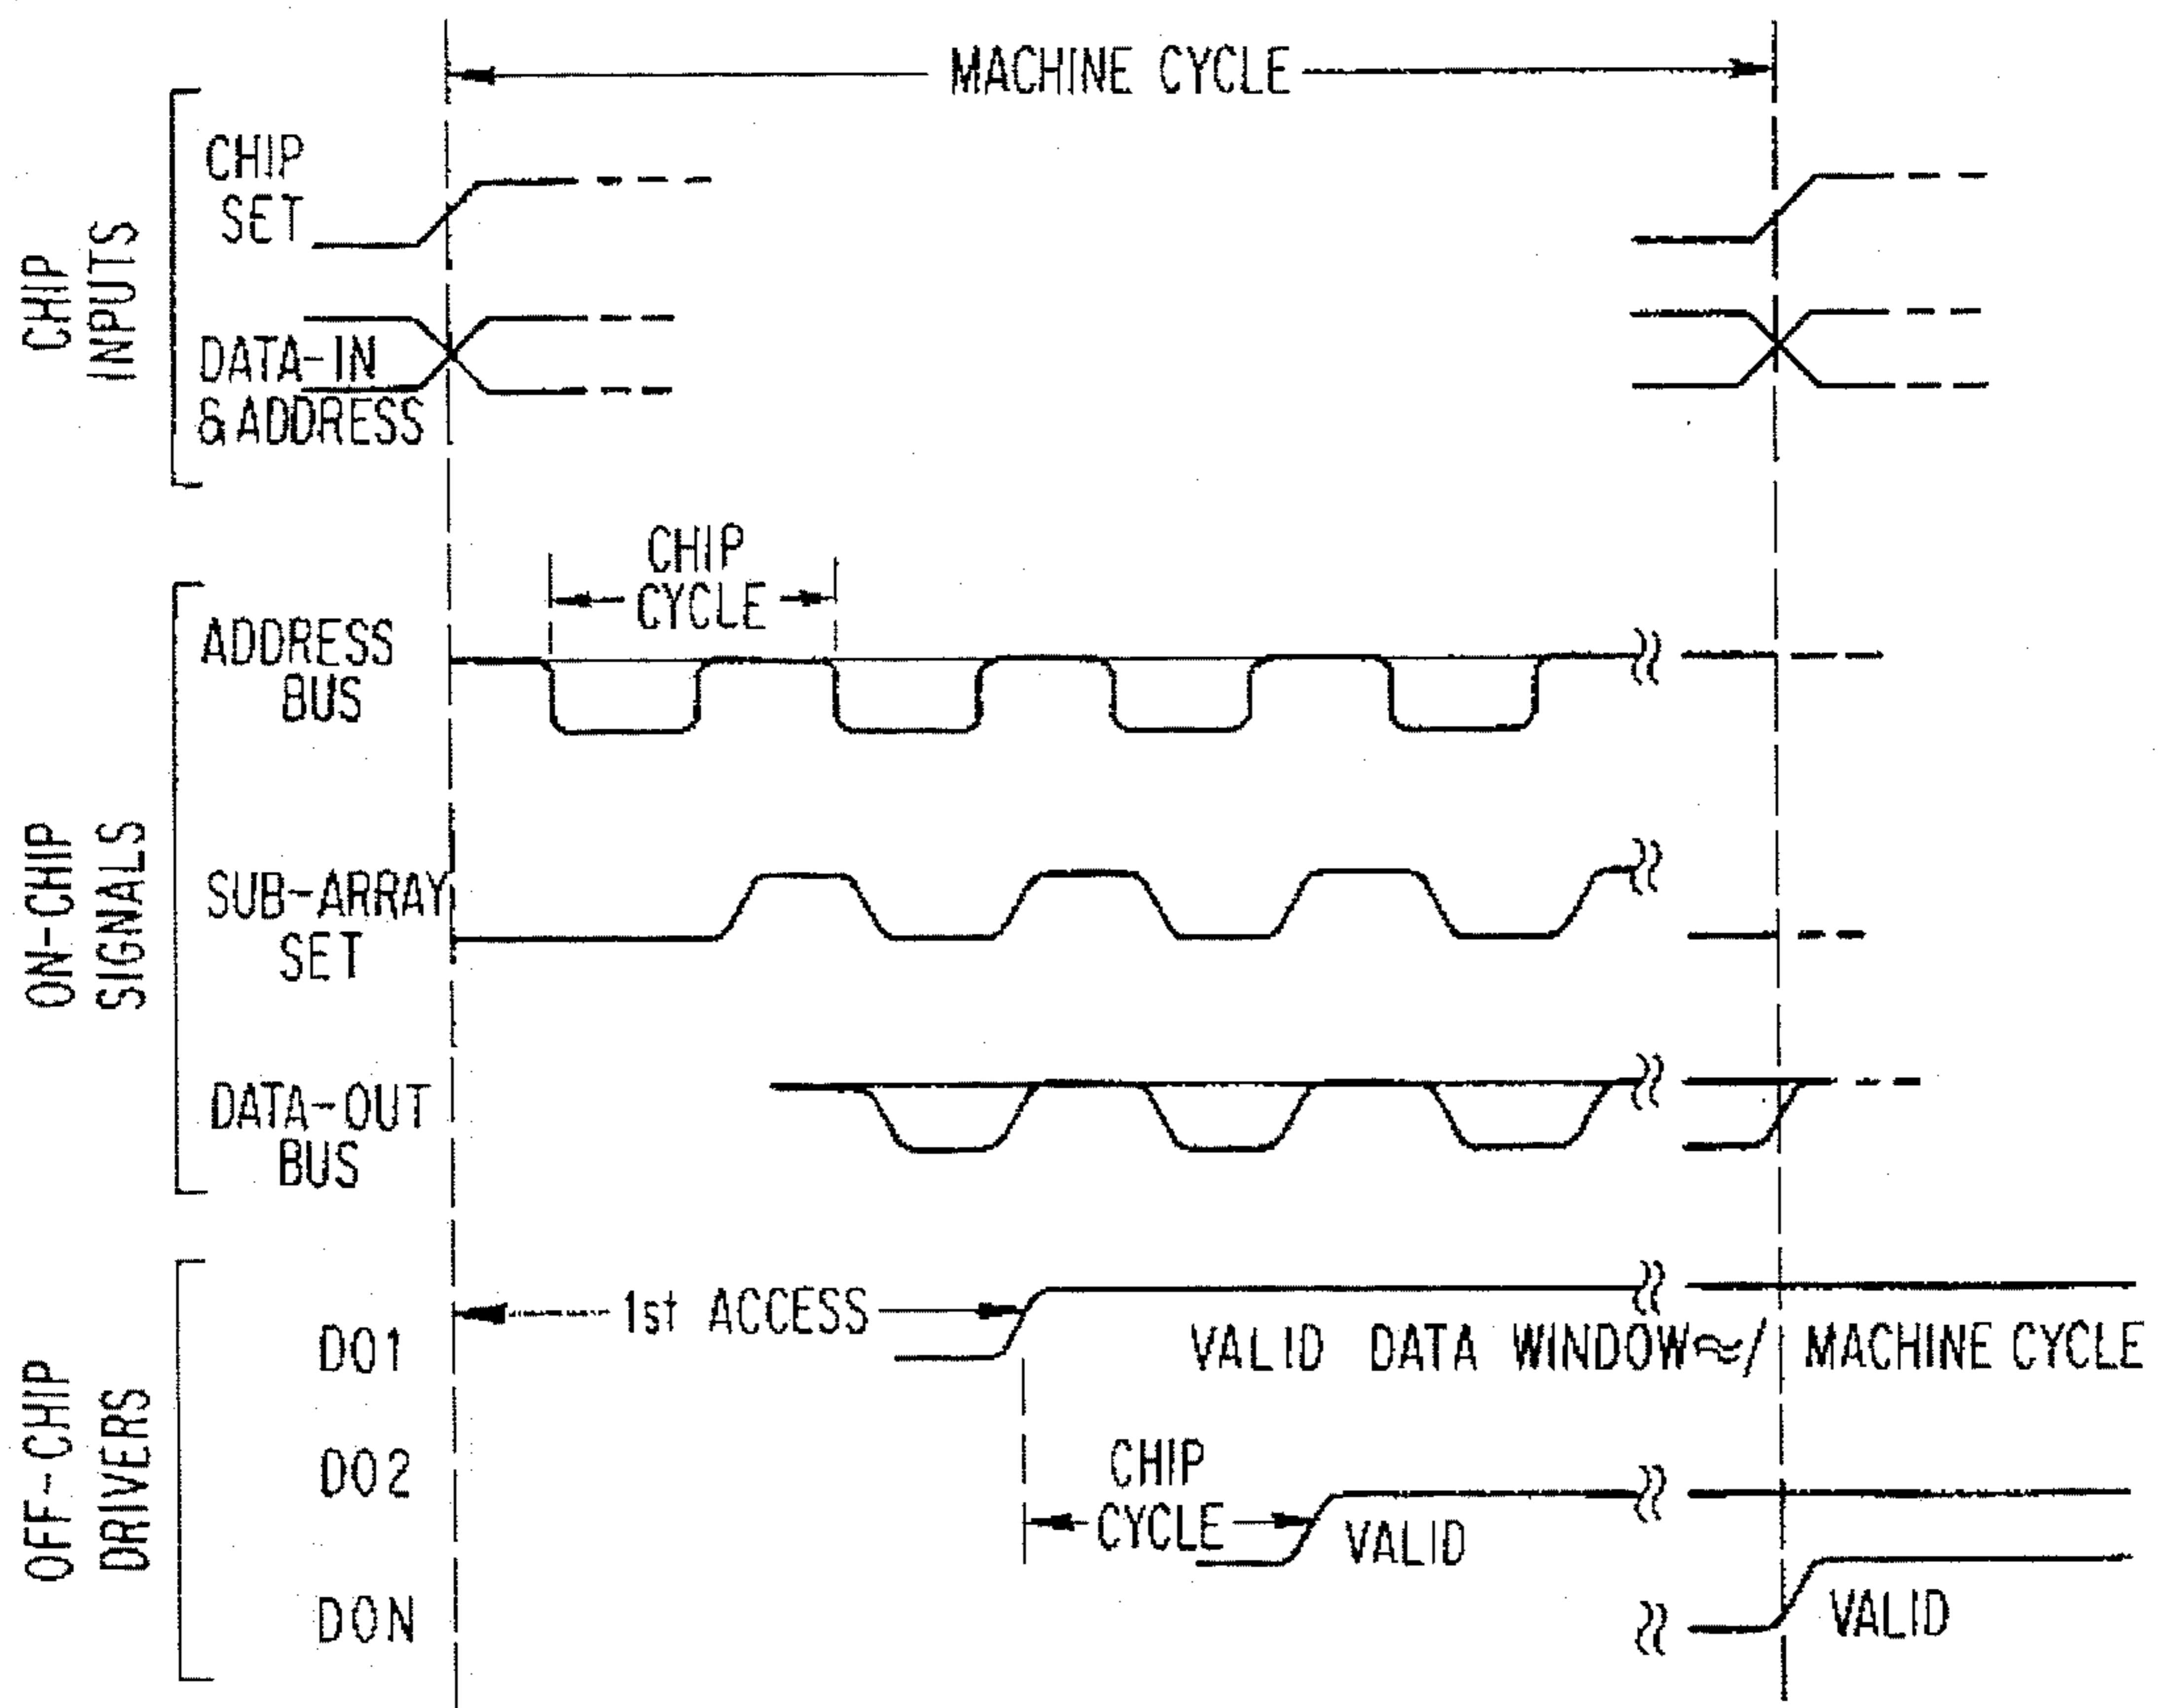 MACHINE CYCLE
CHIP
INPUTS
CHIP
SET
DATA-IN
& ADDRESS
CHIP
CYCLE
ON-CHIP
SIGNALS
ADDRESS
BUS
SUB-ARRAY
SET
DATA-OUT
BUS
OFF-CHIP
DRIVERS
1st ACCESS
DO1
VALID DATA WINDOW≈/ MACHINE CYCLE
DO2
CHIP
CYCLE
VALID
DON
VALID